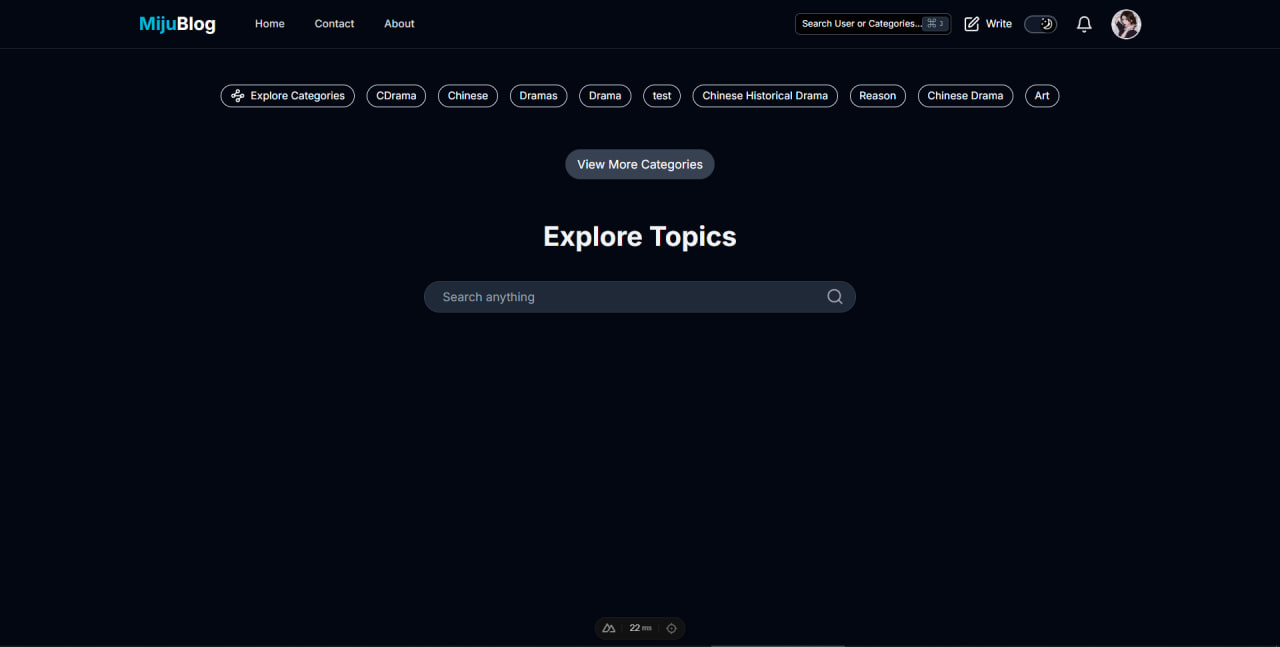 MijuBlog Home Contact About Search User or Categories... ⌘ J Write
Explore Categories CDrama Chinese Dramas Drama test Chinese Historical Drama Reason Chinese Drama Art
View More Categories
Explore Topics
Search anything
22 ms